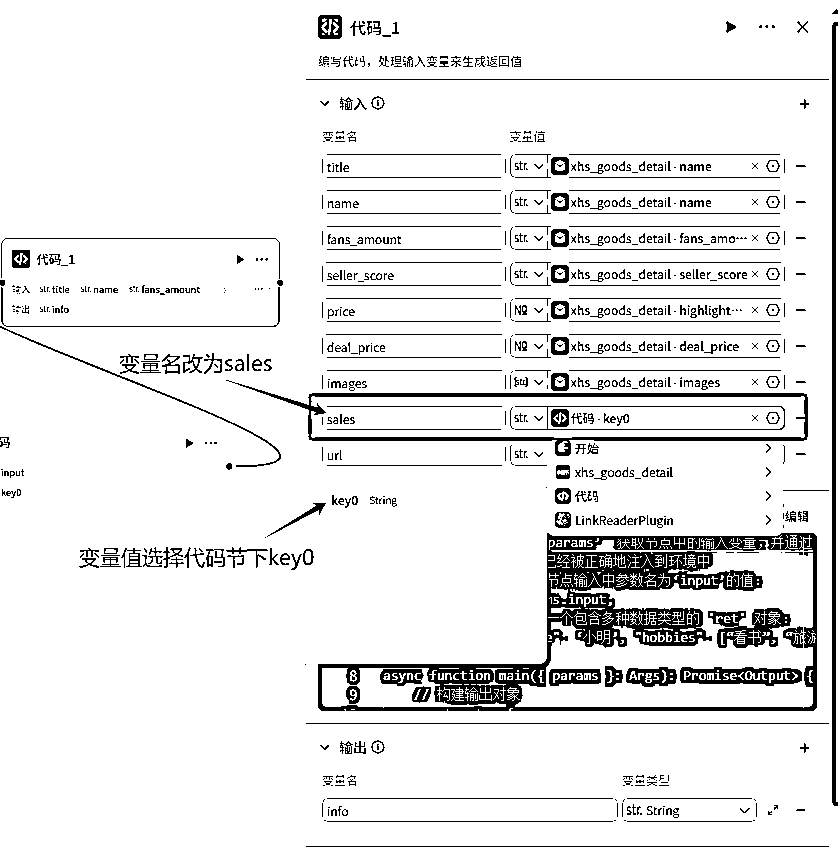 代码_1
编写代码，处理输入变量来生成返回值
输入
变量名 变量值
title str. xhs_goods_detail · name
name str. xhs_goods_detail · name
fans_amount str. xhs_goods_detail · fans_amo···
seller_score str. xhs_goods_detail · seller_score
price xhs_goods_detail · highlight···
deal_price xhs_goods_detail · deal_price
images xhs_goods_detail · images
sales str. 代码 · key0
url str.
开始
xhs_goods_detail
代码
LinkReaderPlugin
key0 String
代码_1
输入 str.title str.name str.fans_amount
输出 str.info
变量名改为sales
码
input
key0
变量值选择代码节下key0
编辑
params' 获取节点中的输入变量，并通过
已经被正确地注入到环境中
节点输入中参数名为'input'的值：
ms.input;
一个包含多种数据类型的 'ret' 对象：
"小明", "hobbies": ["看书", "旅游
8 async function main({ params }: Args): Promise<Output> {
9 // 构建输出对象
输出
变量名 变量类型
info str. String